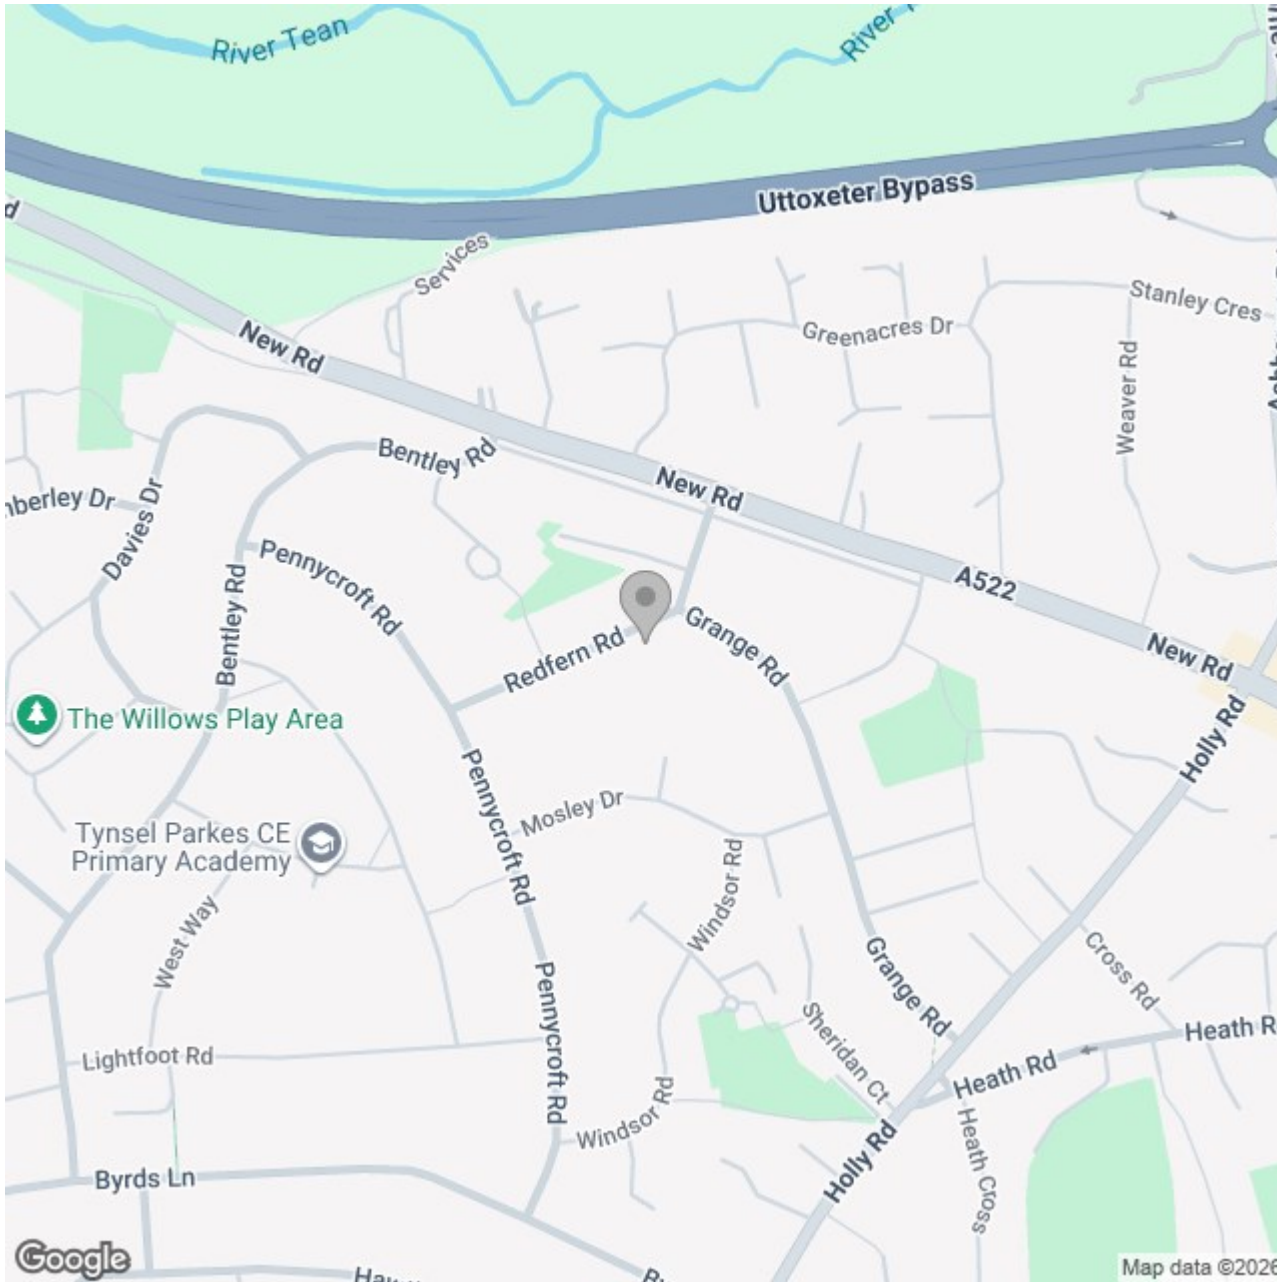 River Tean
River
Uttoxeter Bypass
Services
Stanley Cres
New Rd
Greenacres Dr
Weaver Rd
Bentley Rd
New Rd
Davies Dr
Pennycroft Rd
A522
Bentley Rd
Redfern Rd
Grange Rd
New Rd
The Willows Play Area
Holly Rd
Pennycroft Rd
Mosley Dr
Tynsel Parkes CE
Primary Academy
Windsor Rd
West Way
Cross Rd
Grange Rd
Pennycroft Rd
Sheridan Ct
Heath R
Lightfoot Rd
Heath Rd
Windsor Rd
Heath Cross
Holly Rd
Byrds Ln
Google
Map data ©2026